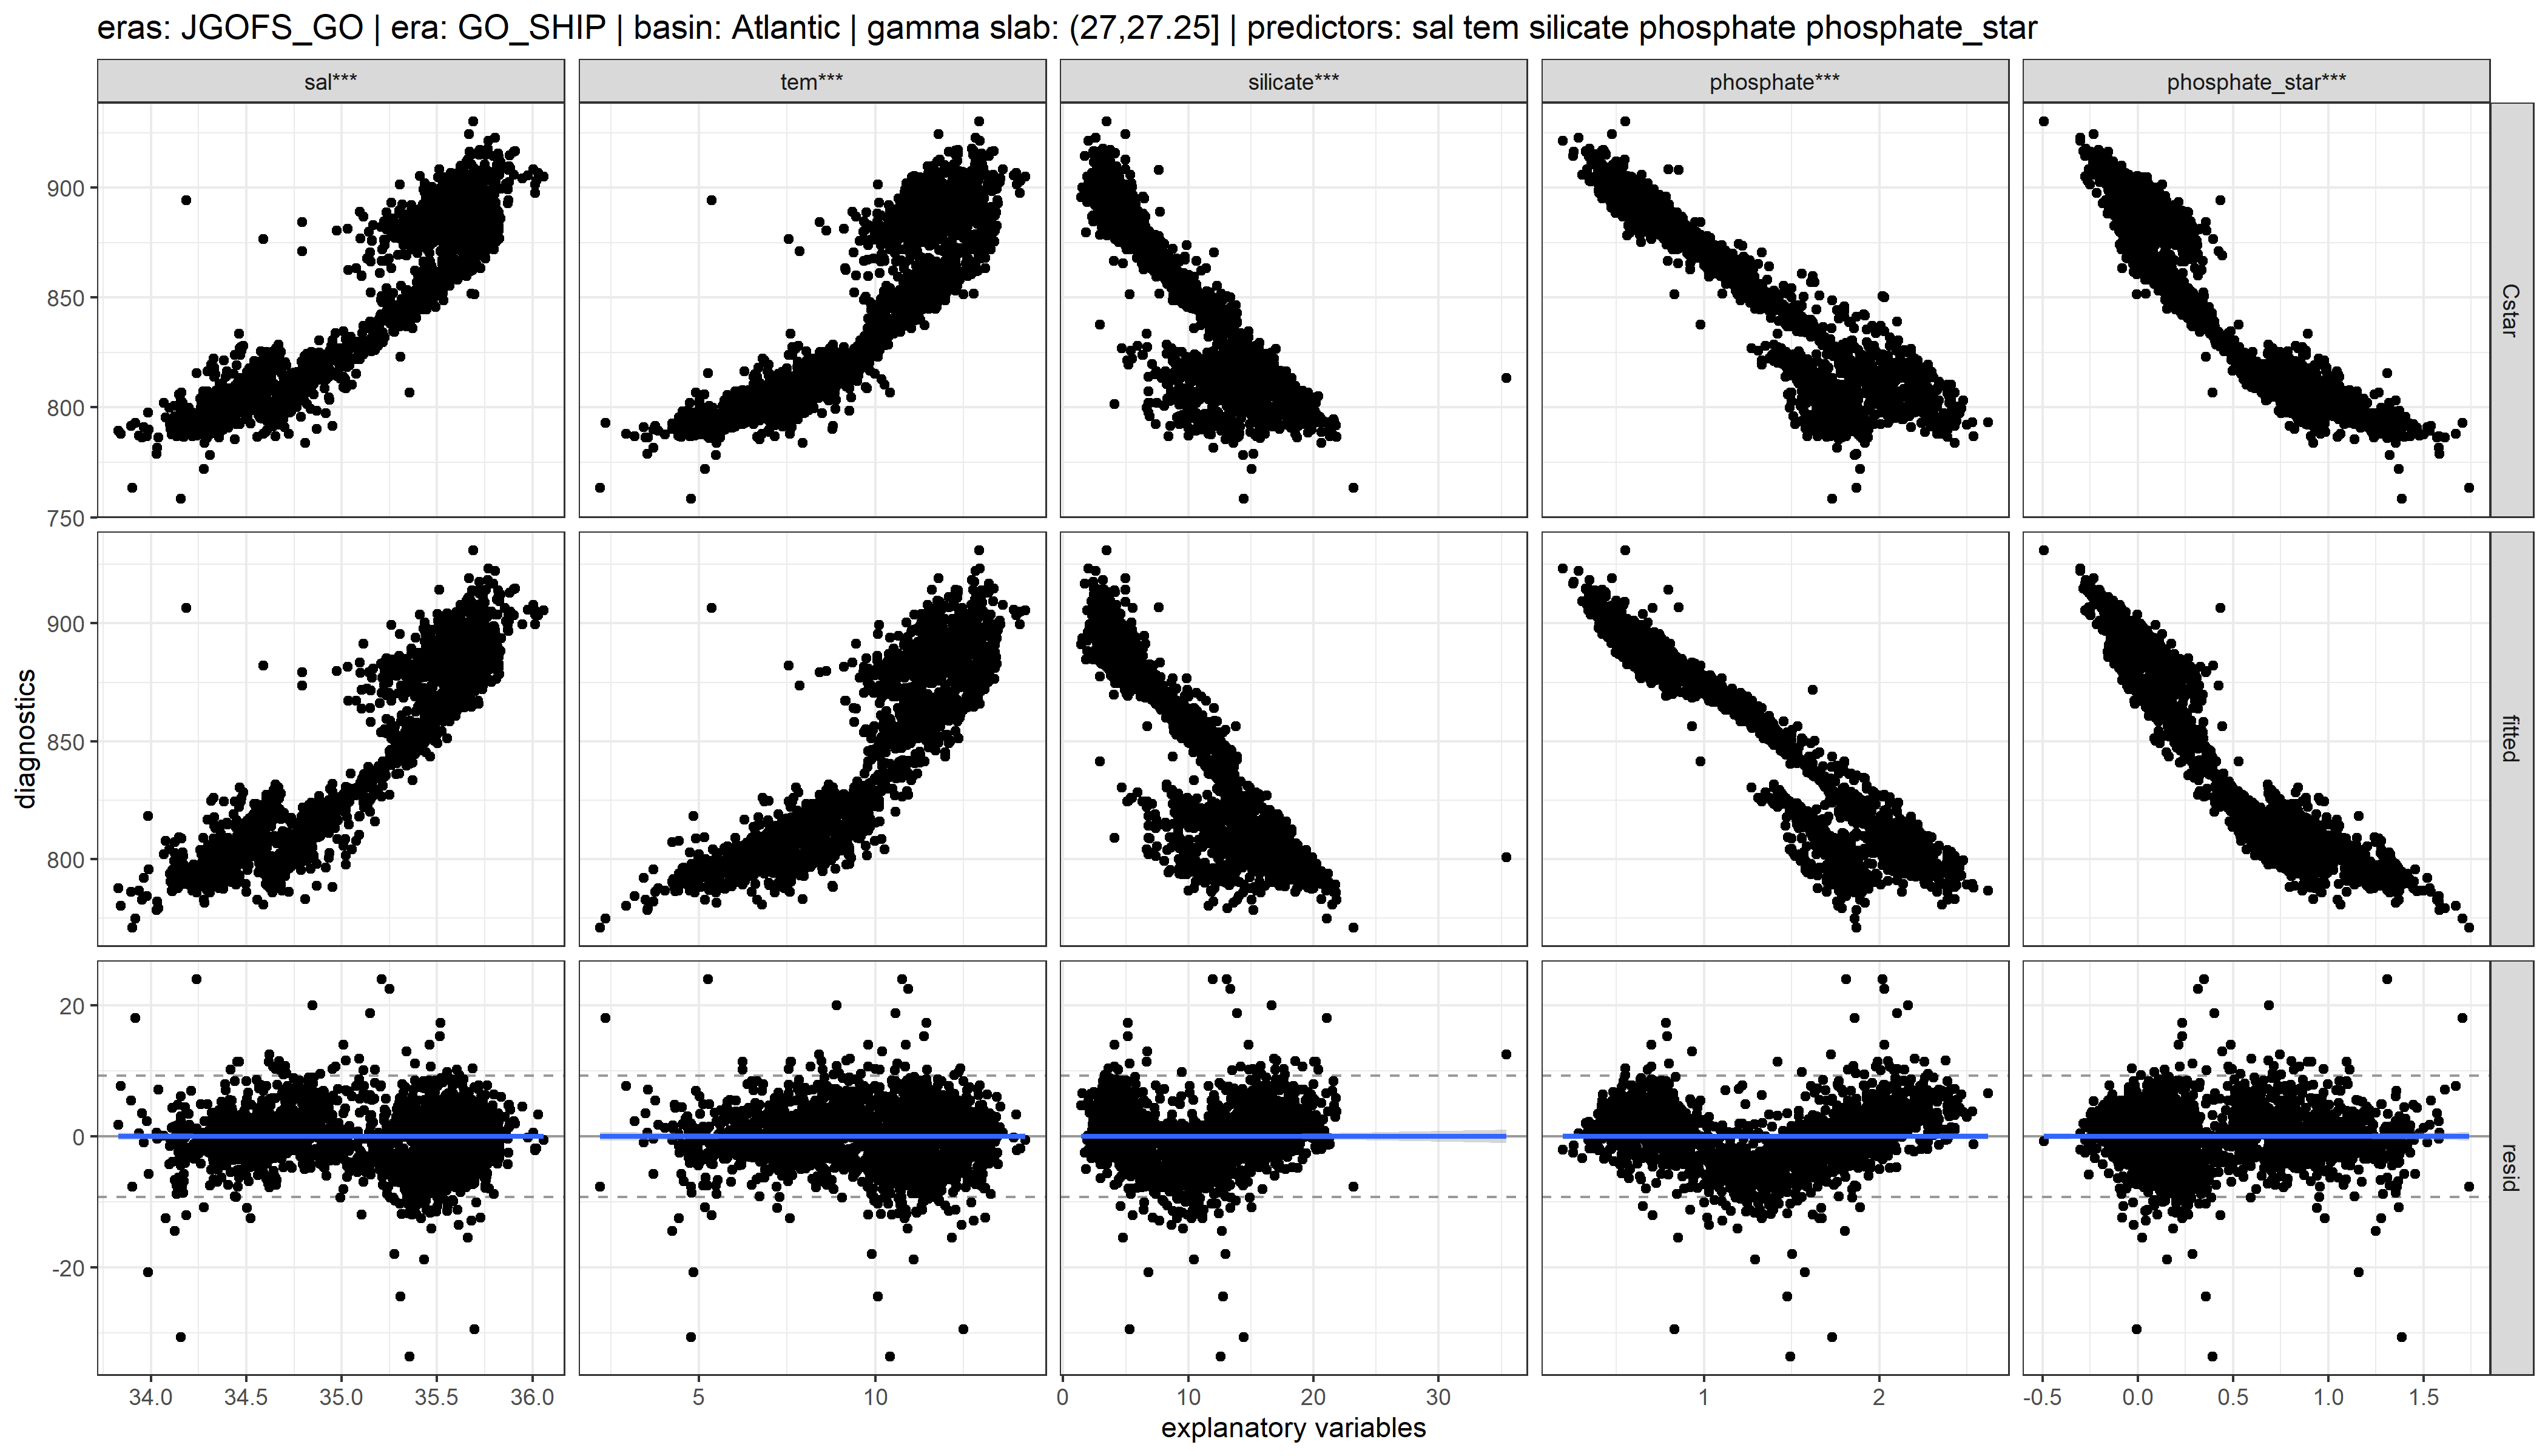 eras: JGOFS_GO | era: GO_SHIP | basin: Atlantic | gamma slab: (27,27.25] | predictors: sal tem silicate phosphate phosphate_star
sal*** tem*** silicate*** phosphate*** phosphate_star***
900
850
800
750
Cstar
900
850
800
fitted
diagnostics
20
0
-20
resid
34.0 34.5 35.0 35.5 36.0 5 10 0 10 20 30 1 2 -0.5 0.0 0.5 1.0 1.5
explanatory variables